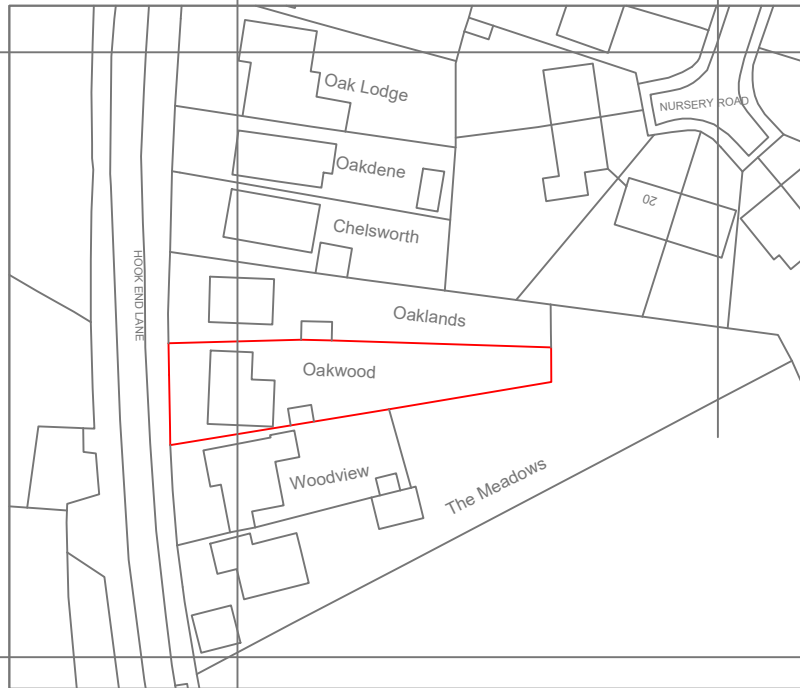 Oak Lodge
NURSERY ROAD
Oakdene
20
Chelsworth
HOOK END LANE
Oaklands
Oakwood
Woodview
The Meadows